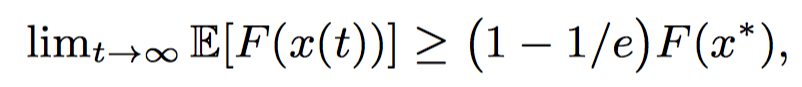 lim_{t→∞} 𝔼[F(x(t))] ≥ (1 − 1/e)F(x*),